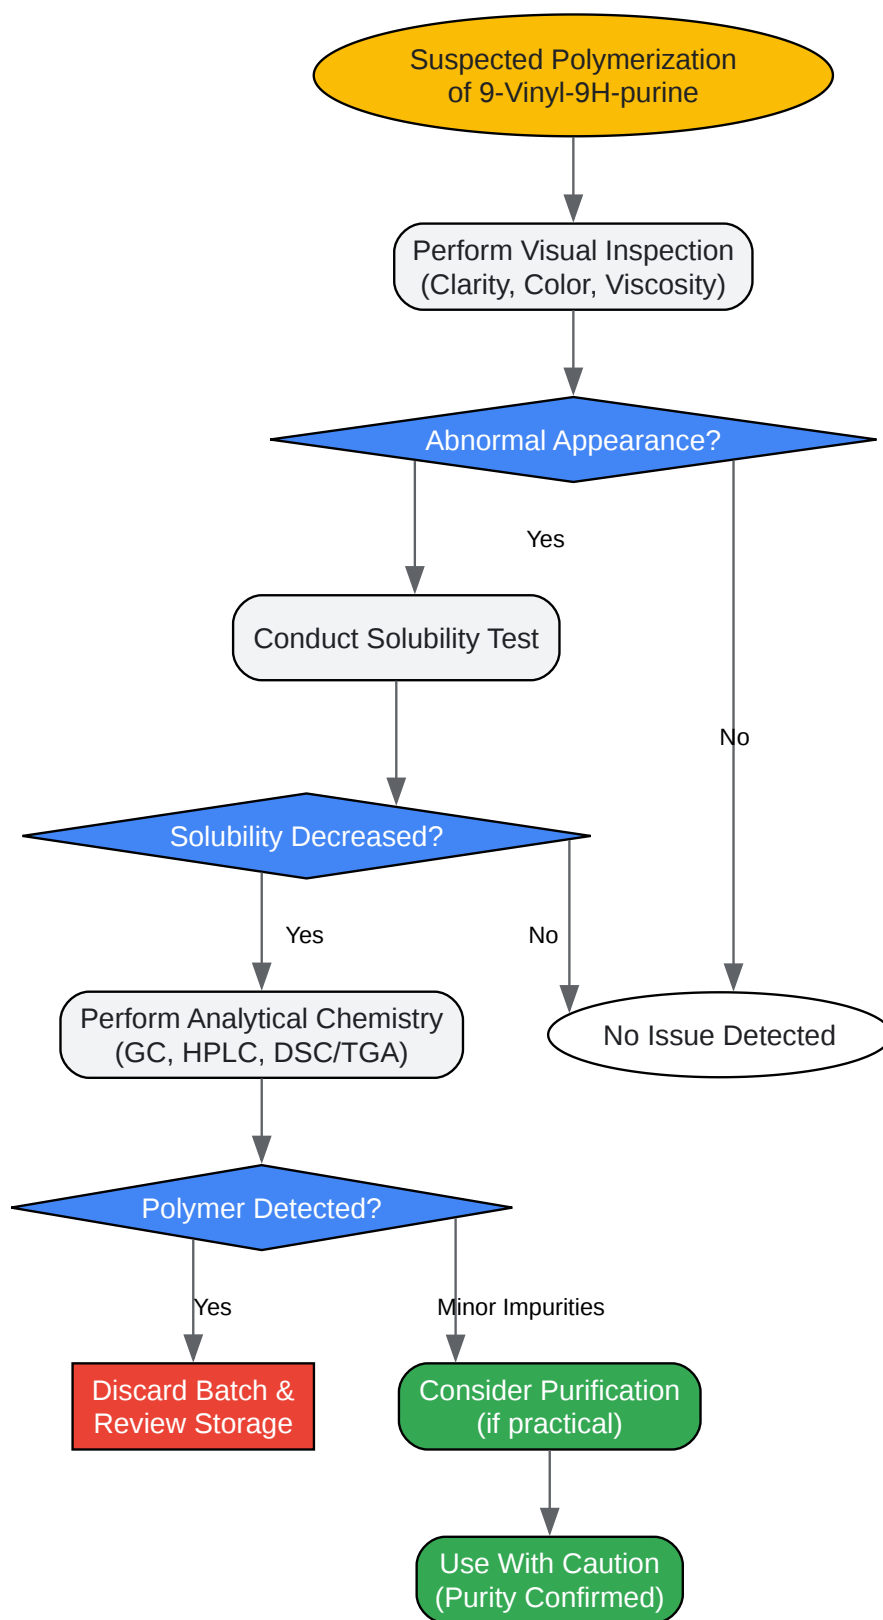 Suspected Polymerization
of 9-Vinyl-9H-purine
Perform Visual Inspection
(Clarity, Color, Viscosity)
Abnormal Appearance?
Yes
Conduct Solubility Test
No
Solubility Decreased?
Yes
No
Perform Analytical Chemistry
(GC, HPLC, DSC/TGA)
No Issue Detected
Polymer Detected?
Yes
Minor Impurities
Discard Batch &
Review Storage
Consider Purification
(if practical)
Use With Caution
(Purity Confirmed)